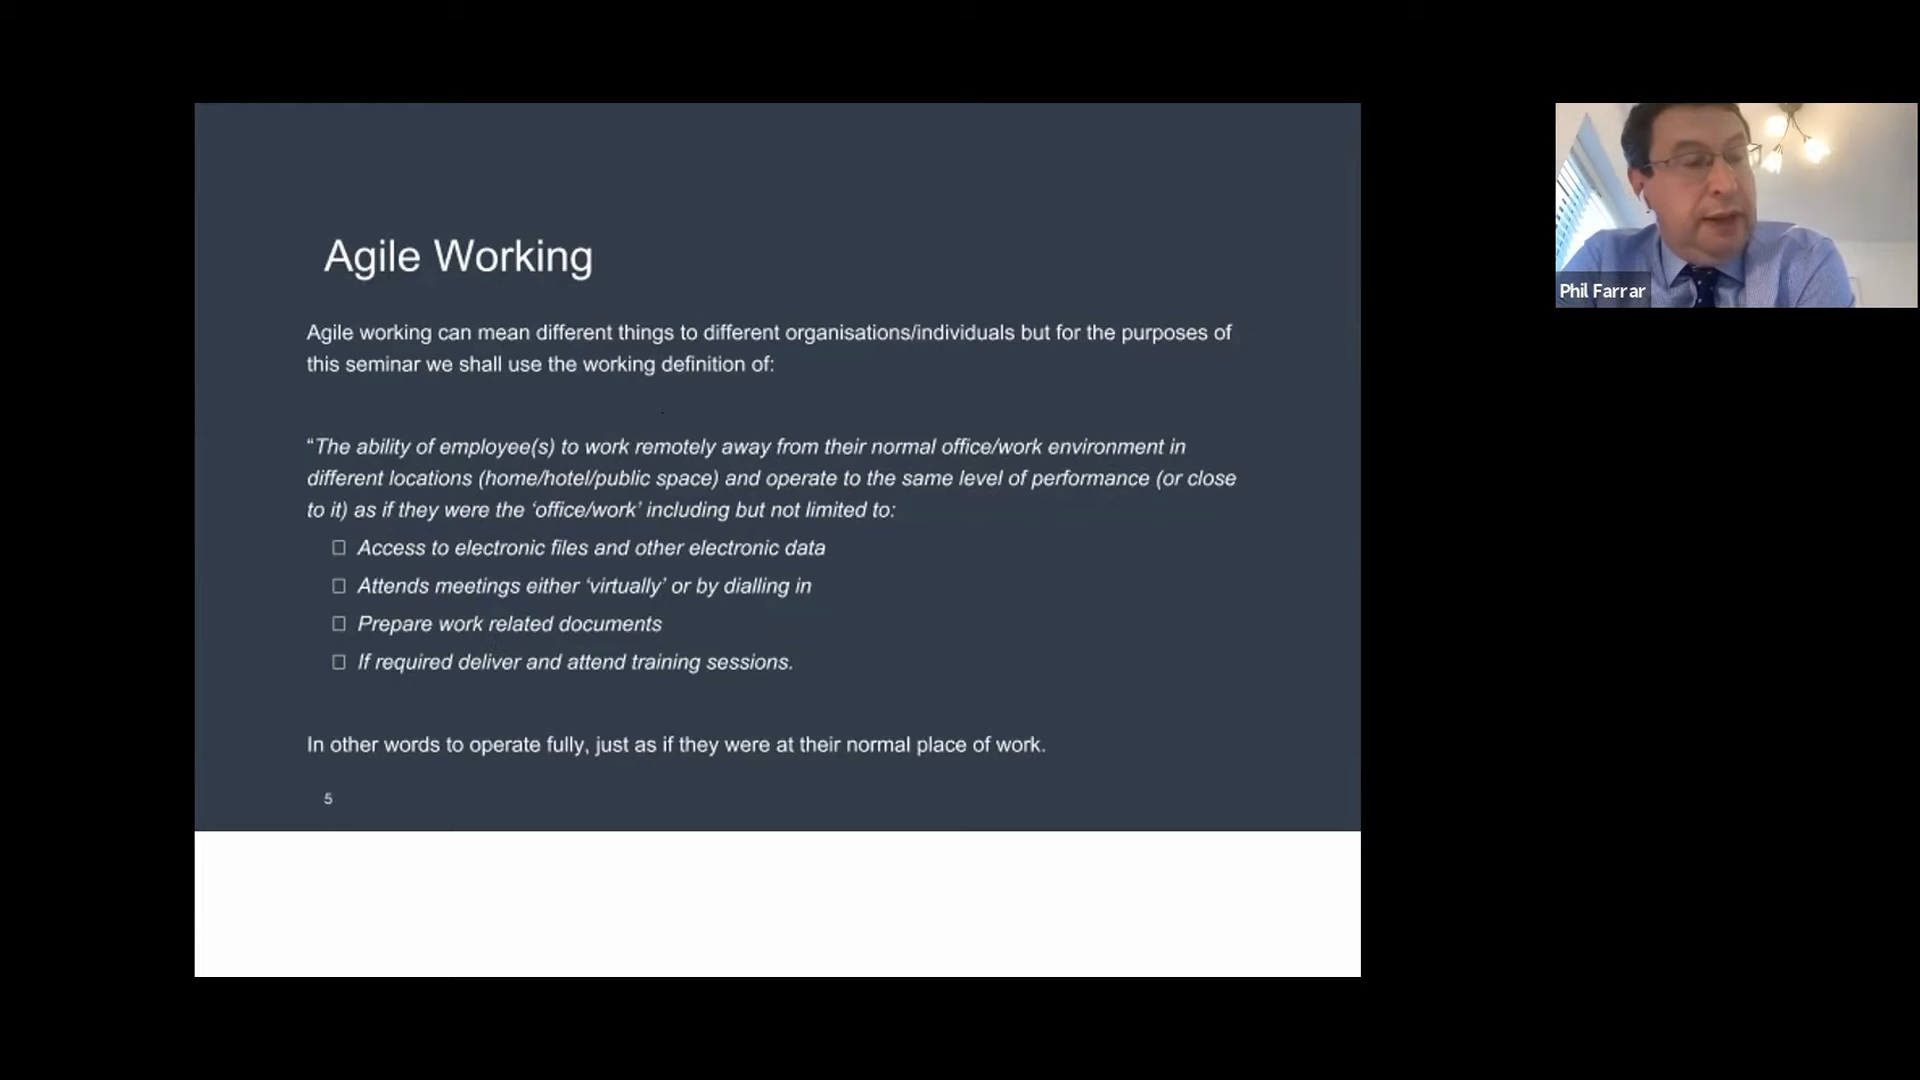 Agile Working
Agile working can mean different things to different organisations/individuals but for the purposes of
this seminar we shall use the working definition of:
“The ability of employee(s) to work remotely away from their normal office/work environment in
different locations (home/hotel/public space) and operate to the same level of performance (or close
to it) as if they were the ‘office/work’ including but not limited to:
□ Access to electronic files and other electronic data
□ Attends meetings either ‘virtually’ or by dialling in
□ Prepare work related documents
□ If required deliver and attend training sessions.
In other words to operate fully, just as if they were at their normal place of work.
5
Phil Farrar